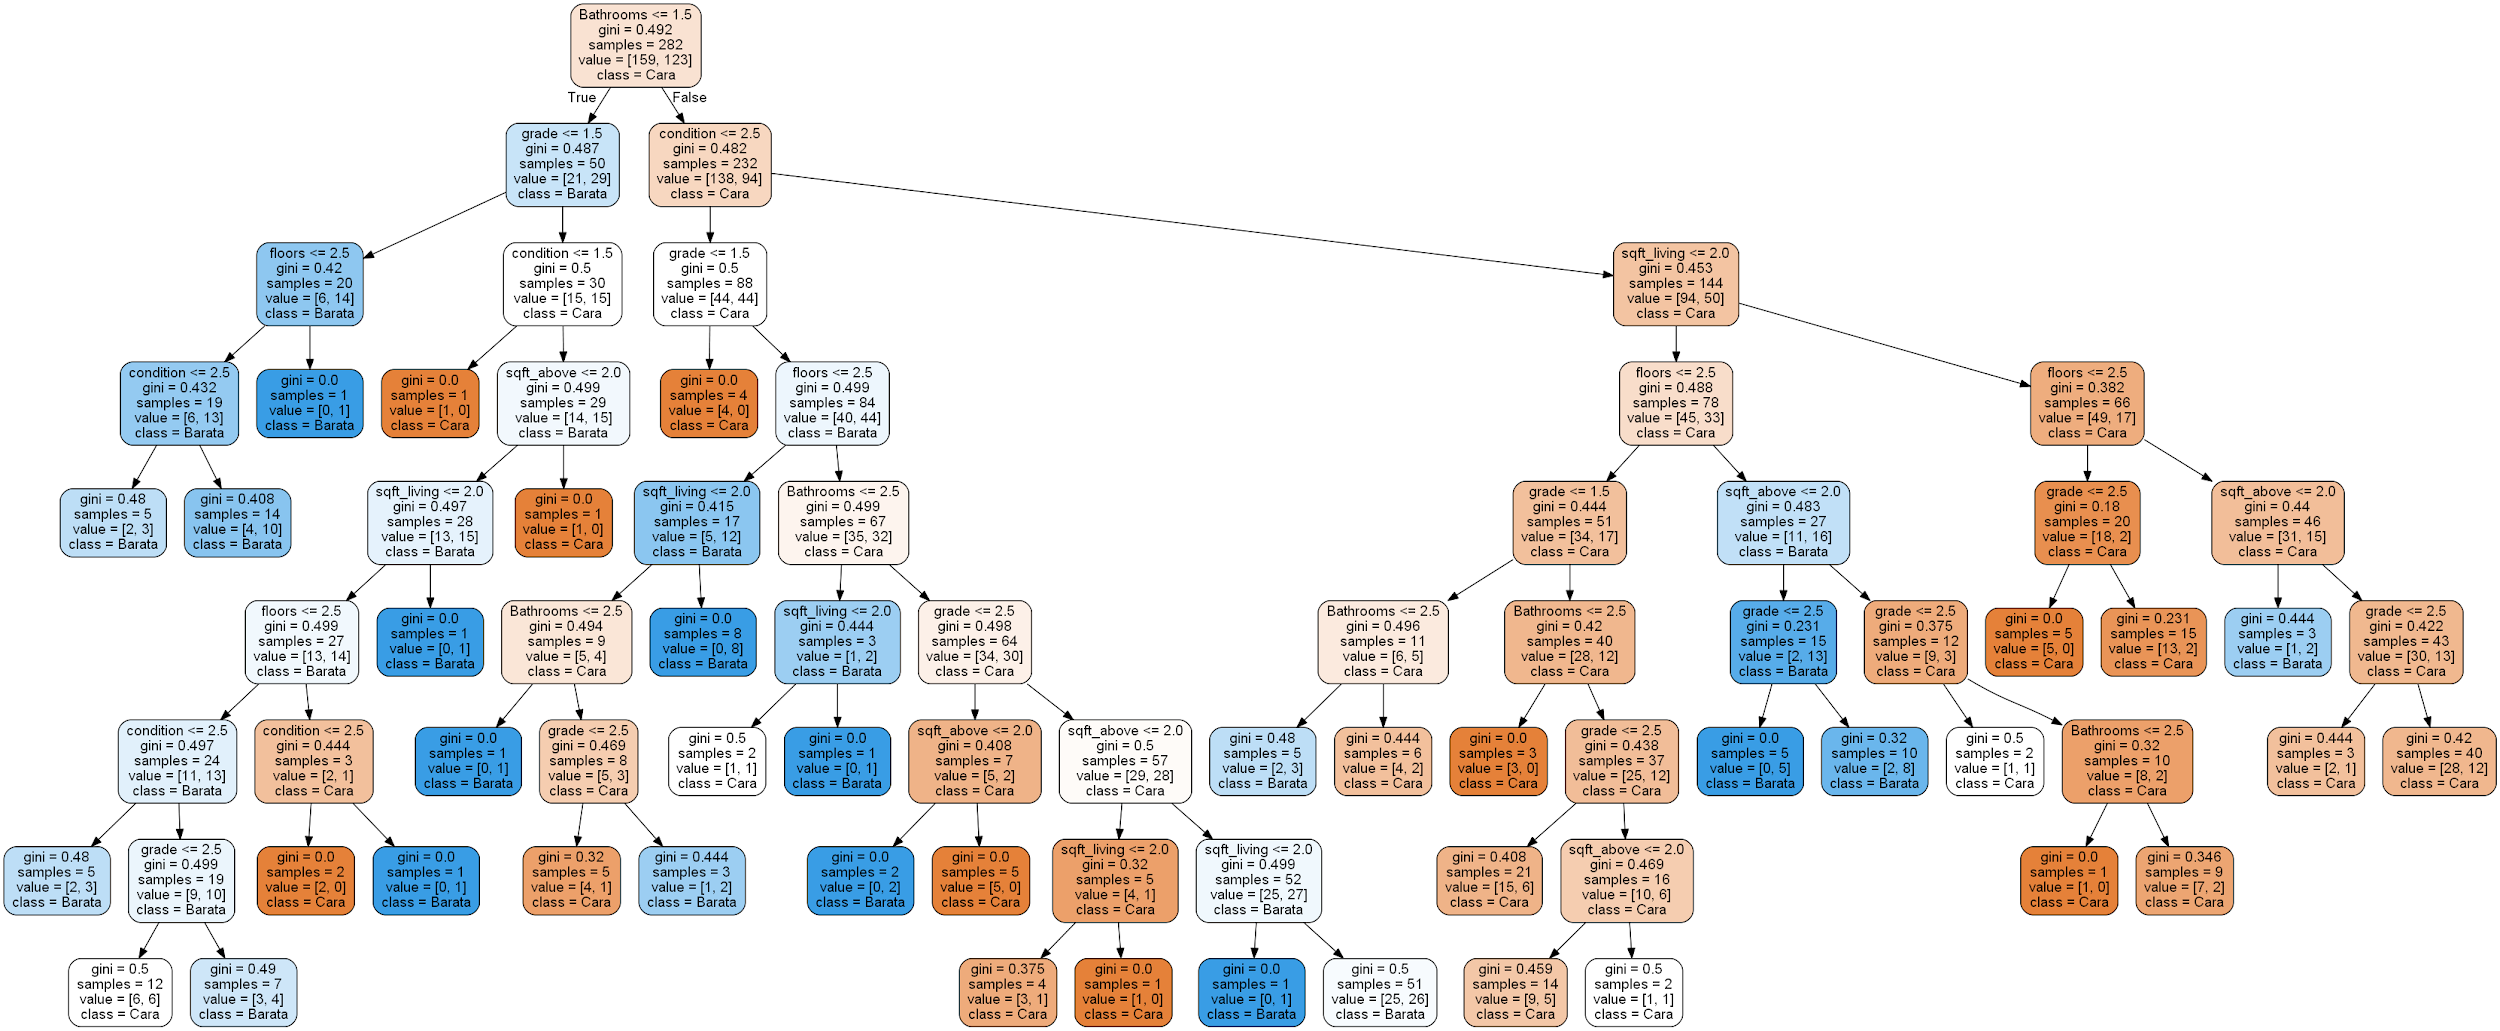 Bathrooms <= 1.5
gini = 0.492
samples = 282
value = [159, 123]
class = Cara
True
False
grade <= 1.5
gini = 0.487
samples = 50
value = [21, 29]
class = Barata
condition <= 2.5
gini = 0.482
samples = 232
value = [138, 94]
class = Cara
floors <= 2.5
gini = 0.42
samples = 20
value = [6, 14]
class = Barata
condition <= 1.5
gini = 0.5
samples = 30
value = [15, 15]
class = Cara
grade <= 1.5
gini = 0.5
samples = 88
value = [44, 44]
class = Cara
sqft_living <= 2.0
gini = 0.453
samples = 144
value = [94, 50]
class = Cara
condition <= 2.5
gini = 0.432
samples = 19
value = [6, 13]
class = Barata
gini = 0.0
samples = 1
value = [0, 1]
class = Barata
gini = 0.0
samples = 1
value = [1, 0]
class = Cara
sqft_above <= 2.0
gini = 0.499
samples = 29
value = [14, 15]
class = Barata
gini = 0.0
samples = 4
value = [4, 0]
class = Cara
floors <= 2.5
gini = 0.499
samples = 84
value = [40, 44]
class = Barata
floors <= 2.5
gini = 0.488
samples = 78
value = [45, 33]
class = Cara
floors <= 2.5
gini = 0.382
samples = 66
value = [49, 17]
class = Cara
gini = 0.48
samples = 5
value = [2, 3]
class = Barata
gini = 0.408
samples = 14
value = [4, 10]
class = Barata
sqft_living <= 2.0
gini = 0.497
samples = 28
value = [13, 15]
class = Barata
gini = 0.0
samples = 1
value = [1, 0]
class = Cara
sqft_living <= 2.0
gini = 0.415
samples = 17
value = [5, 12]
class = Barata
Bathrooms <= 2.5
gini = 0.499
samples = 67
value = [35, 32]
class = Cara
grade <= 1.5
gini = 0.444
samples = 51
value = [34, 17]
class = Cara
sqft_above <= 2.0
gini = 0.483
samples = 27
value = [11, 16]
class = Barata
grade <= 2.5
gini = 0.18
samples = 20
value = [18, 2]
class = Cara
sqft_above <= 2.0
gini = 0.44
samples = 46
value = [31, 15]
class = Cara
floors <= 2.5
gini = 0.499
samples = 27
value = [13, 14]
class = Barata
gini = 0.0
samples = 1
value = [0, 1]
class = Barata
Bathrooms <= 2.5
gini = 0.494
samples = 9
value = [5, 4]
class = Cara
gini = 0.0
samples = 8
value = [0, 8]
class = Barata
sqft_living <= 2.0
gini = 0.444
samples = 3
value = [1, 2]
class = Barata
grade <= 2.5
gini = 0.498
samples = 64
value = [34, 30]
class = Cara
Bathrooms <= 2.5
gini = 0.496
samples = 11
value = [6, 5]
class = Cara
Bathrooms <= 2.5
gini = 0.42
samples = 40
value = [28, 12]
class = Cara
grade <= 2.5
gini = 0.231
samples = 15
value = [2, 13]
class = Barata
grade <= 2.5
gini = 0.375
samples = 12
value = [9, 3]
class = Cara
gini = 0.0
samples = 5
value = [5, 0]
class = Cara
gini = 0.231
samples = 15
value = [13, 2]
class = Cara
gini = 0.444
samples = 3
value = [1, 2]
class = Barata
grade <= 2.5
gini = 0.422
samples = 43
value = [30, 13]
class = Cara
condition <= 2.5
gini = 0.497
samples = 24
value = [11, 13]
class = Barata
condition <= 2.5
gini = 0.444
samples = 3
value = [2, 1]
class = Cara
gini = 0.0
samples = 1
value = [0, 1]
class = Barata
grade <= 2.5
gini = 0.469
samples = 8
value = [5, 3]
class = Cara
gini = 0.5
samples = 2
value = [1, 1]
class = Cara
gini = 0.0
samples = 1
value = [0, 1]
class = Barata
sqft_above <= 2.0
gini = 0.408
samples = 7
value = [5, 2]
class = Cara
sqft_above <= 2.0
gini = 0.5
samples = 57
value = [29, 28]
class = Cara
gini = 0.48
samples = 5
value = [2, 3]
class = Barata
gini = 0.444
samples = 6
value = [4, 2]
class = Cara
gini = 0.0
samples = 3
value = [3, 0]
class = Cara
grade <= 2.5
gini = 0.438
samples = 37
value = [25, 12]
class = Cara
gini = 0.0
samples = 5
value = [0, 5]
class = Barata
gini = 0.32
samples = 10
value = [2, 8]
class = Barata
gini = 0.5
samples = 2
value = [1, 1]
class = Cara
Bathrooms <= 2.5
gini = 0.32
samples = 10
value = [8, 2]
class = Cara
gini = 0.444
samples = 3
value = [2, 1]
class = Cara
gini = 0.42
samples = 40
value = [28, 12]
class = Cara
gini = 0.48
samples = 5
value = [2, 3]
class = Barata
grade <= 2.5
gini = 0.499
samples = 19
value = [9, 10]
class = Barata
gini = 0.0
samples = 2
value = [2, 0]
class = Cara
gini = 0.0
samples = 1
value = [0, 1]
class = Barata
gini = 0.32
samples = 5
value = [4, 1]
class = Cara
gini = 0.444
samples = 3
value = [1, 2]
class = Barata
gini = 0.0
samples = 2
value = [0, 2]
class = Barata
gini = 0.0
samples = 5
value = [5, 0]
class = Cara
sqft_living <= 2.0
gini = 0.32
samples = 5
value = [4, 1]
class = Cara
sqft_living <= 2.0
gini = 0.499
samples = 52
value = [25, 27]
class = Barata
gini = 0.408
samples = 21
value = [15, 6]
class = Cara
sqft_above <= 2.0
gini = 0.469
samples = 16
value = [10, 6]
class = Cara
gini = 0.0
samples = 1
value = [1, 0]
class = Cara
gini = 0.346
samples = 9
value = [7, 2]
class = Cara
gini = 0.5
samples = 12
value = [6, 6]
class = Cara
gini = 0.49
samples = 7
value = [3, 4]
class = Barata
gini = 0.375
samples = 4
value = [3, 1]
class = Cara
gini = 0.0
samples = 1
value = [1, 0]
class = Cara
gini = 0.0
samples = 1
value = [0, 1]
class = Barata
gini = 0.5
samples = 51
value = [25, 26]
class = Barata
gini = 0.459
samples = 14
value = [9, 5]
class = Cara
gini = 0.5
samples = 2
value = [1, 1]
class = Cara